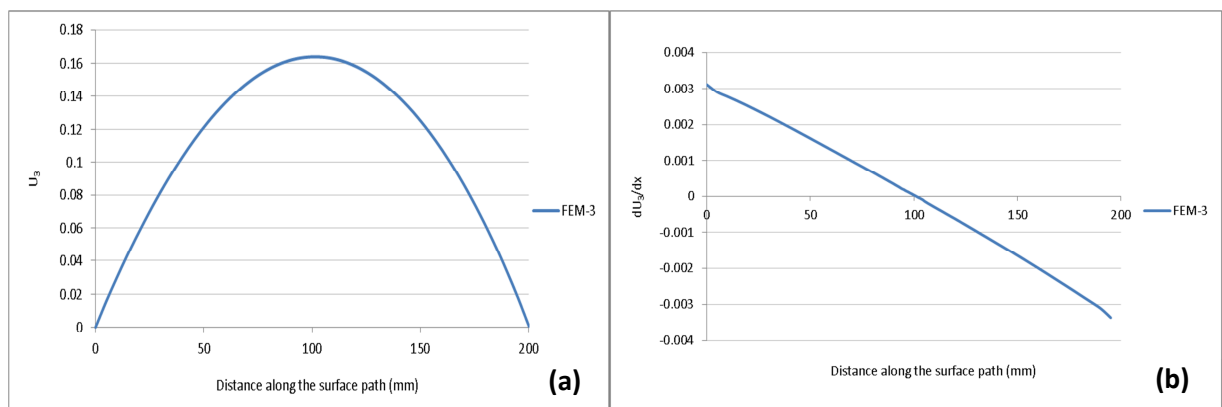 0.18
0.16
0.14
0.12
0.1
0.08
0.06
0.04
0.02
0
U3
0 50 100 150 200
Distance along the surface path (mm)
FEM-3
(a)
0.004
0.003
0.002
0.001
0
-0.001
-0.002
-0.003
-0.004
dU3/dx
0 50 100 150 200
Distance along the surface path (mm)
FEM-3
(b)